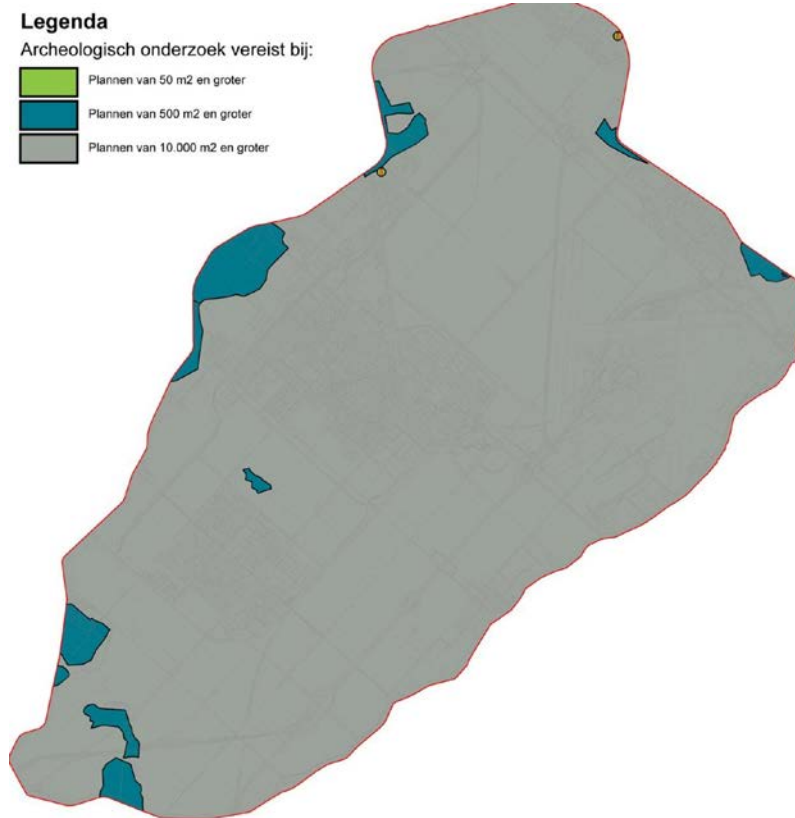 Legenda
Archeologisch onderzoek vereist bij:
Plannen van 50 m2 en groter
Plannen van 500 m2 en groter
Plannen van 10.000 m2 en groter